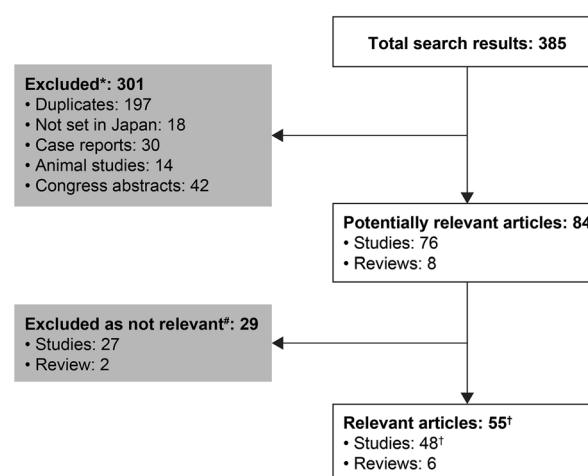 Total search results: 385
Excluded*: 301
• Duplicates: 197
• Not set in Japan: 18
• Case reports: 30
• Animal studies: 14
• Congress abstracts: 42
Potentially relevant articles: 84
• Studies: 76
• Reviews: 8
Excluded as not relevant#: 29
• Studies: 27
• Review: 2
Relevant articles: 55†
• Studies: 48†
• Reviews: 6